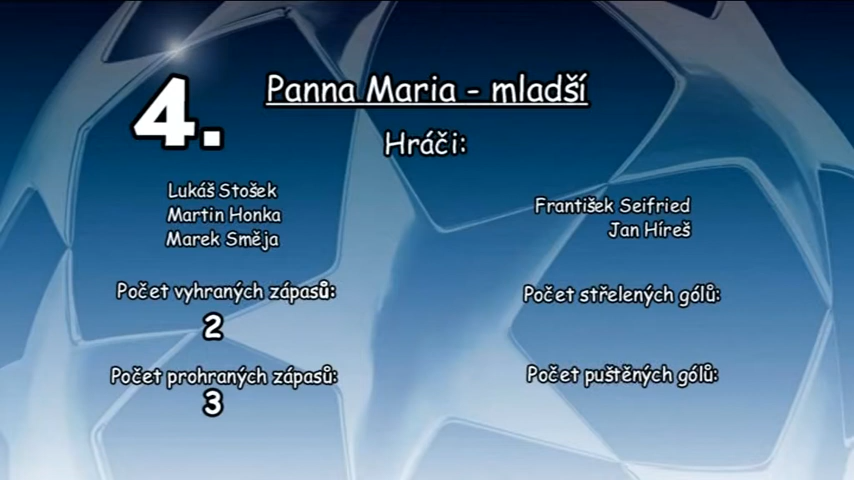 4.
Panna Maria - mladší
Hráči:
Lukáš Stošek
Martin Honka
Marek Směja
František Seifried
Jan Híreš
Počet vyhraných zápasů:
2
Počet střelených gólů:
Počet prohraných zápasů:
3
Počet puštěných gólů: